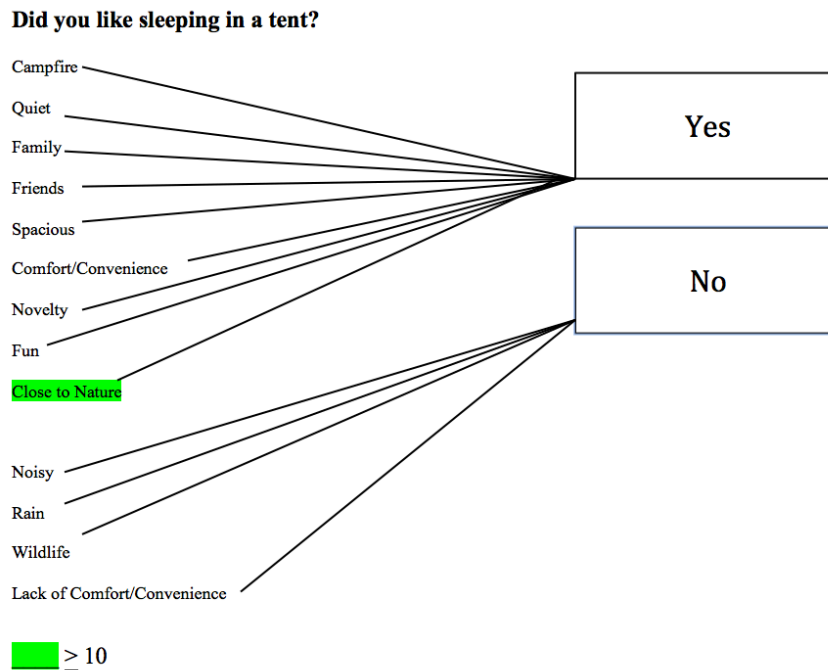 Did you like sleeping in a tent?
Campfire
Quiet
Yes
Family
Friends
Spacious
Comfort/Convenience
No
Novelty
Fun
Close to Nature
Noisy
Rain
Wildlife
Lack of Comfort/Convenience
≥ 10